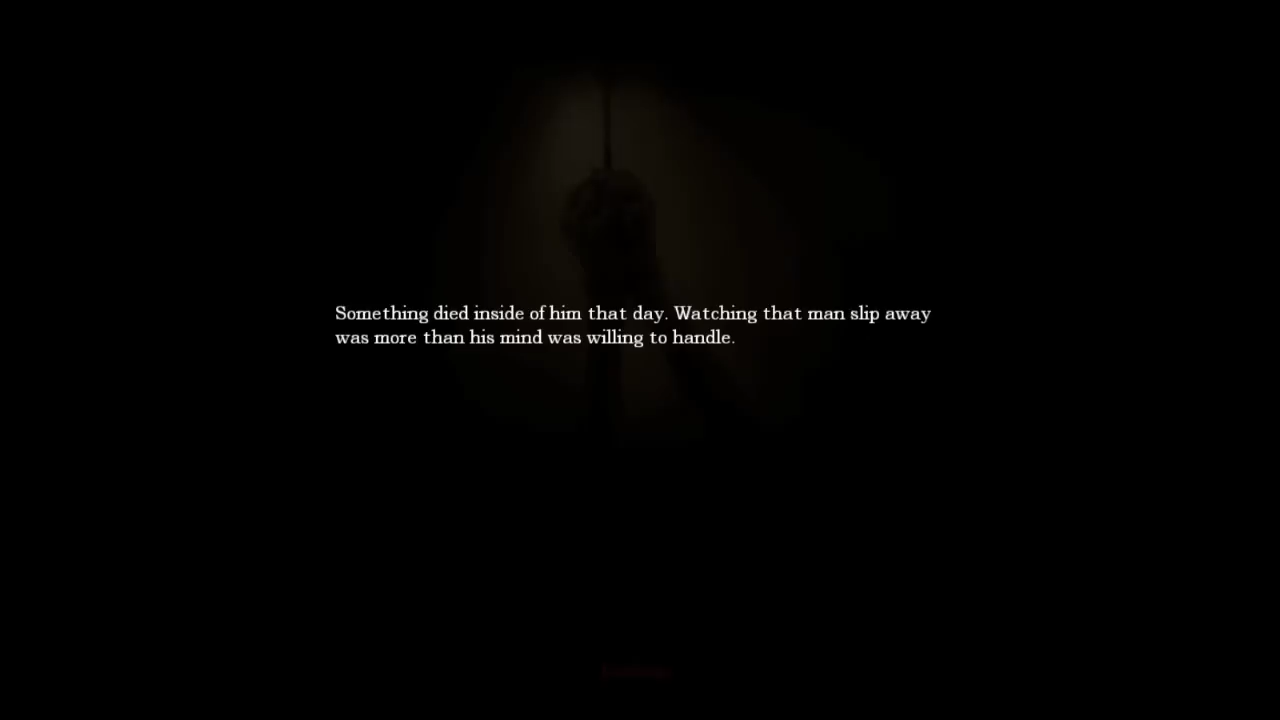 Something died inside of him that day. Watching that man slip away
was more than his mind was willing to handle.